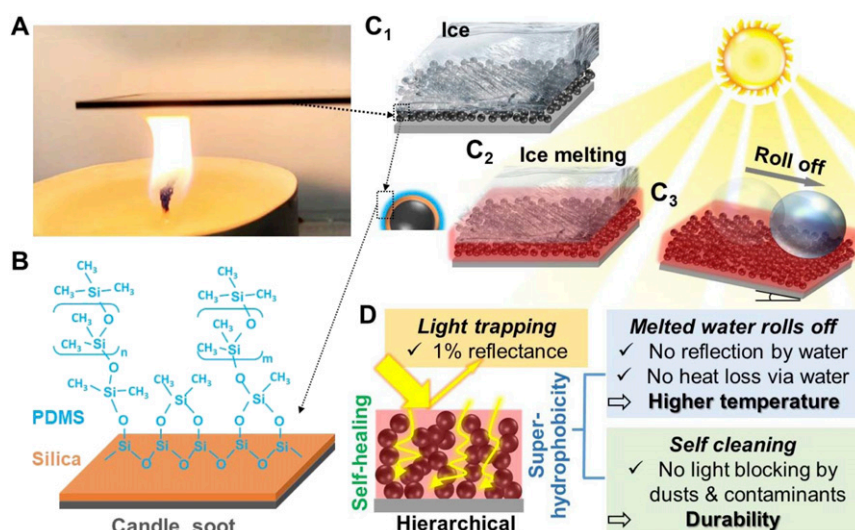 A
C1
Ice
C2
Ice melting
Roll off
C3
B
CH3
CH3
CH3
Si
CH3
CH3
Si
CH3
O
O
CH3
CH3
Si
CH3
n
CH3
Si
m
O
O
CH3
CH3
CH3
CH3
CH3
CH3
Si
Si
Si
PDMS
O
O
O
O
O
Si
Si
Si
Si
Si
Silica
O
O
O
O
Candle soot
D
Light trapping
✓ 1% reflectance
Self-healing
Hierarchical
Super-
hydrophobicity
Melted water rolls off
✓ No reflection by water
✓ No heat loss via water
⇨ Higher temperature
Self cleaning
✓ No light blocking by
dusts & contaminants
⇨ Durability